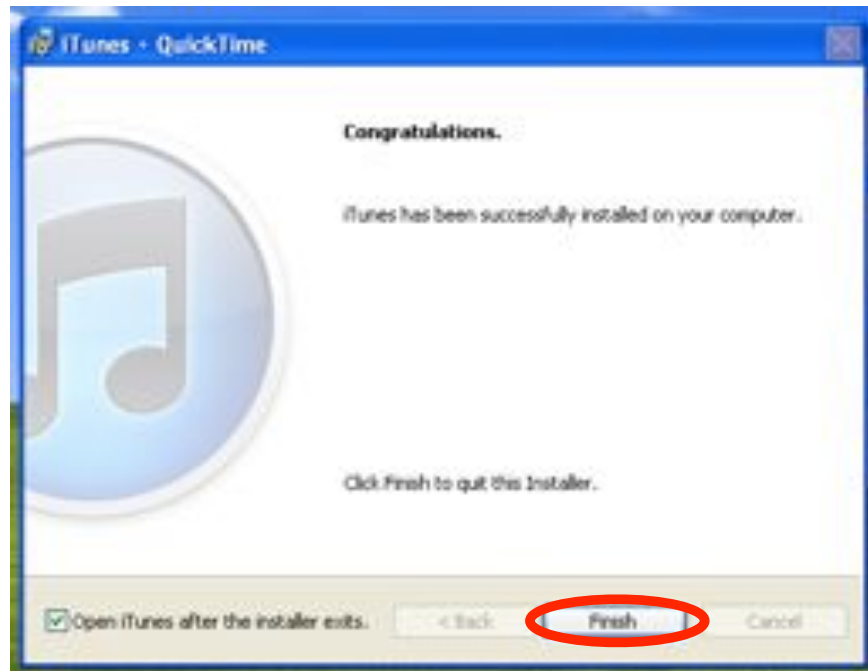 iTunes + QuickTime
Congratulations.
iTunes has been successfully installed on your computer.
Click Finish to quit this Installer.
Open iTunes after the installer exits.
< Back
Finish
Cancel